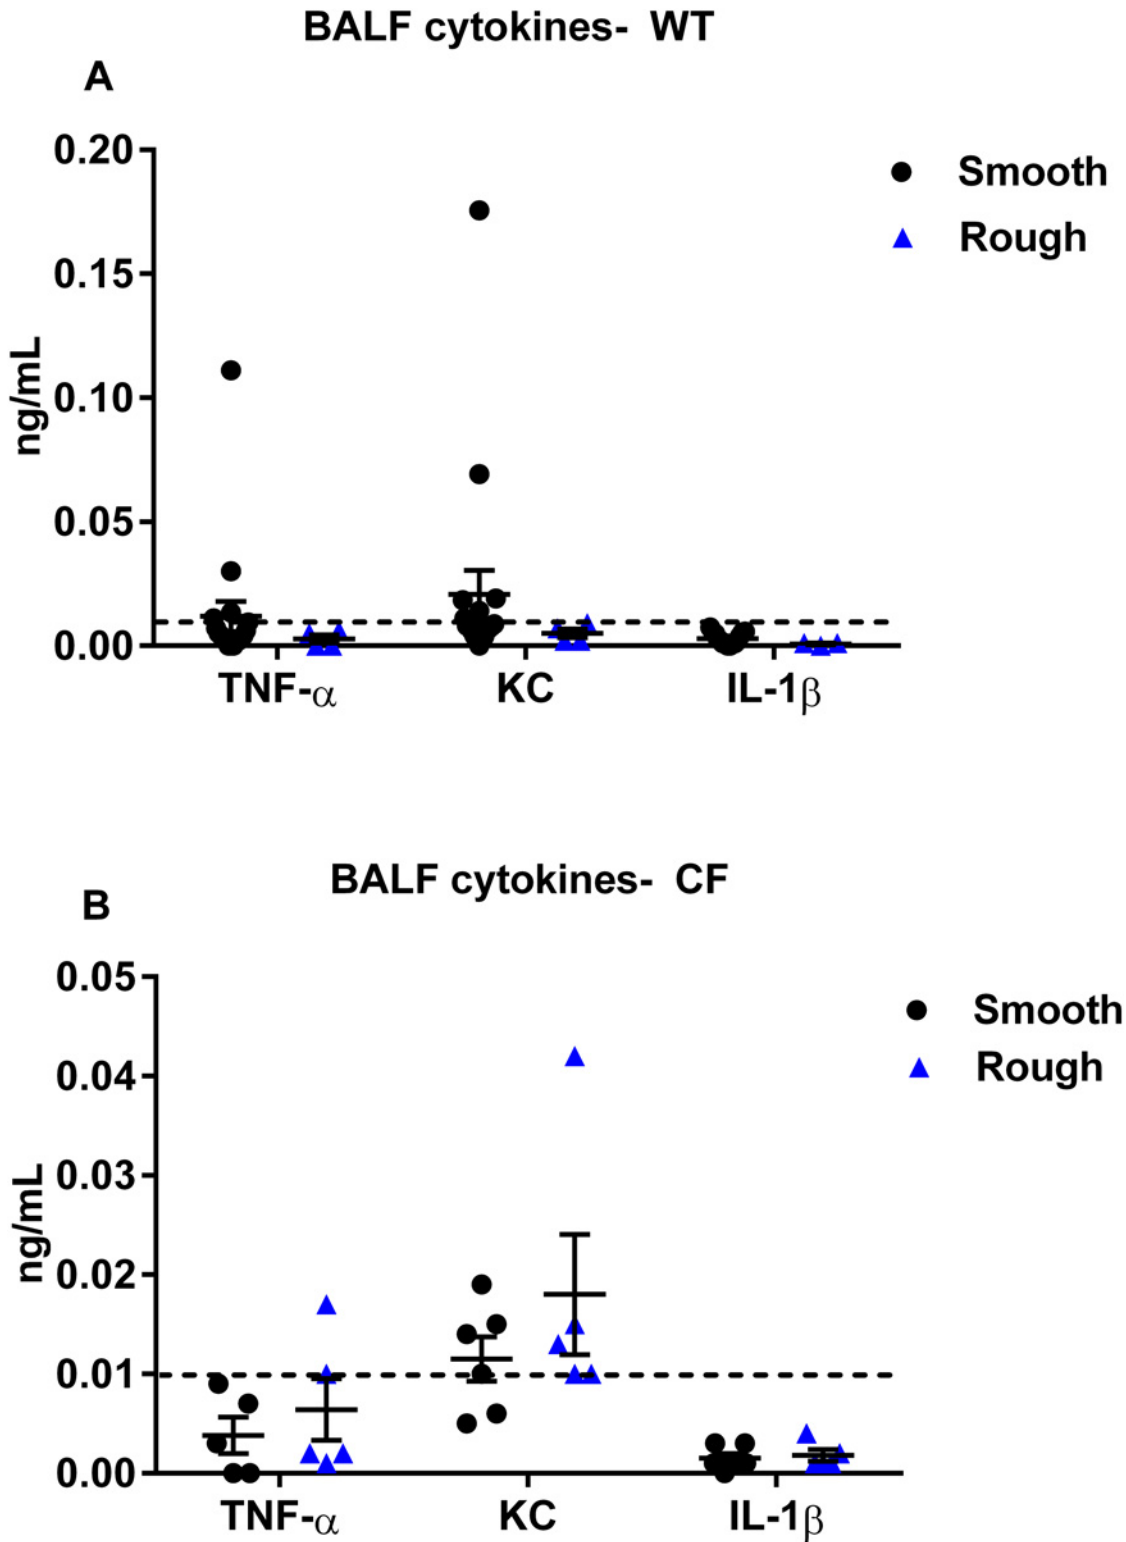 BALF cytokines- WT
A
0.20
0.15
0.10
0.05
0.00
ng/mL
Smooth
Rough
TNF-α KC IL-1β
BALF cytokines- CF
B
0.05
0.04
0.03
0.02
0.01
0.00
ng/mL
Smooth
Rough
TNF-α KC IL-1β